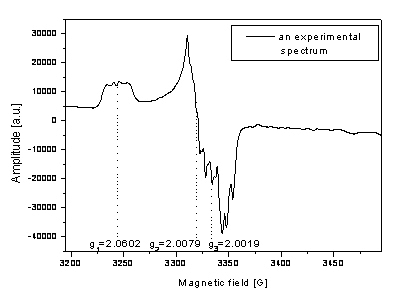 an experimental
spectrum
30000
20000
10000
0
-10000
-20000
-30000
-40000
Amplitude [a.u.]
g1=2.0602 g2=2.0079 g3=2.0019
3200 3250 3300 3350 3400 3450
Magnetic field [G]